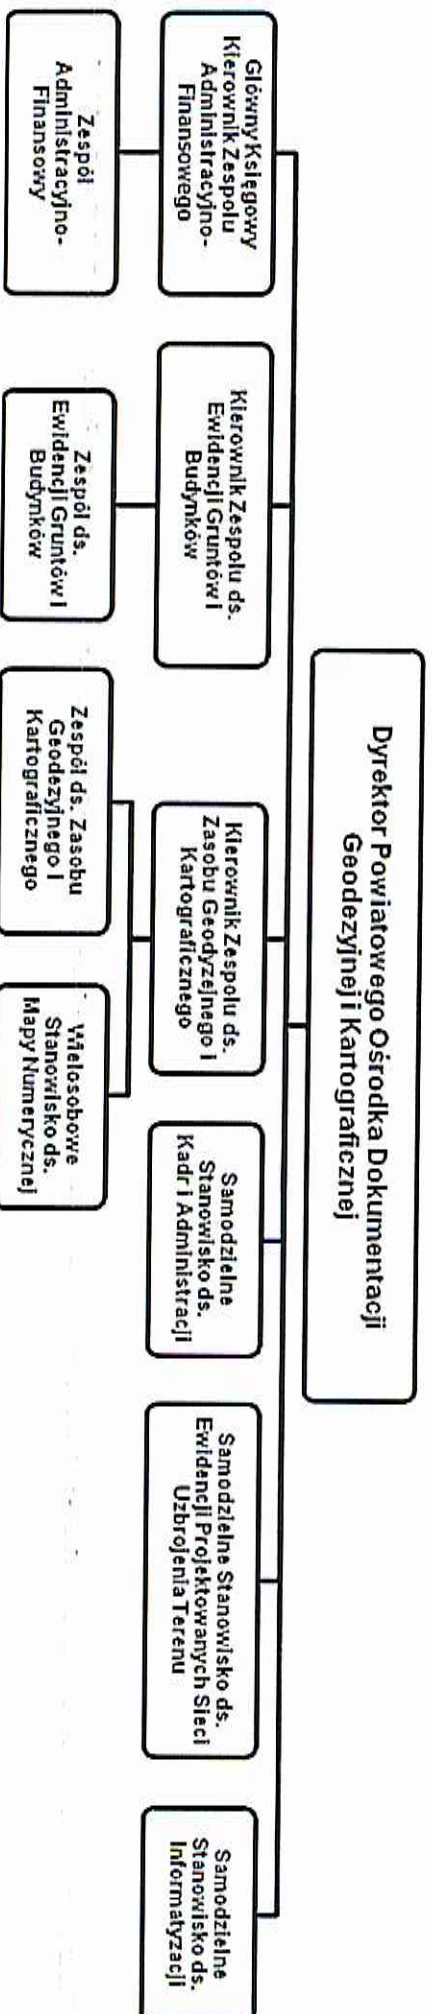 Dyrektor Powiatowego Ośrodka Dokumentacji
Geodezyjnej i Kartograficznej
Główny Księgowy
Kierownik Zespołu
Administracyjno-
Finansowego
Kierownik Zespołu ds.
Ewidencji Gruntów i
Budynków
Kierownik Zespołu ds.
Zasobu Geodyzejnego i
Kartograficznego
Samodzielne
Stanowisko ds.
Kadr i Administracji
Samodzielne Stanowisko ds.
Ewidencji Projektowanych Sieci
Uzbrojenia Terenu
Samodzielne
Stanowisko ds.
Informatyzacji
Zespół
Administracyjno-
Finansowy
Zespół ds.
Ewidencji Gruntów i
Budynków
Zespół ds. Zasobu
Geodezyjnego i
Kartograficznego
Wielosobowe
Stanowisko ds.
Mapy Numerycznej